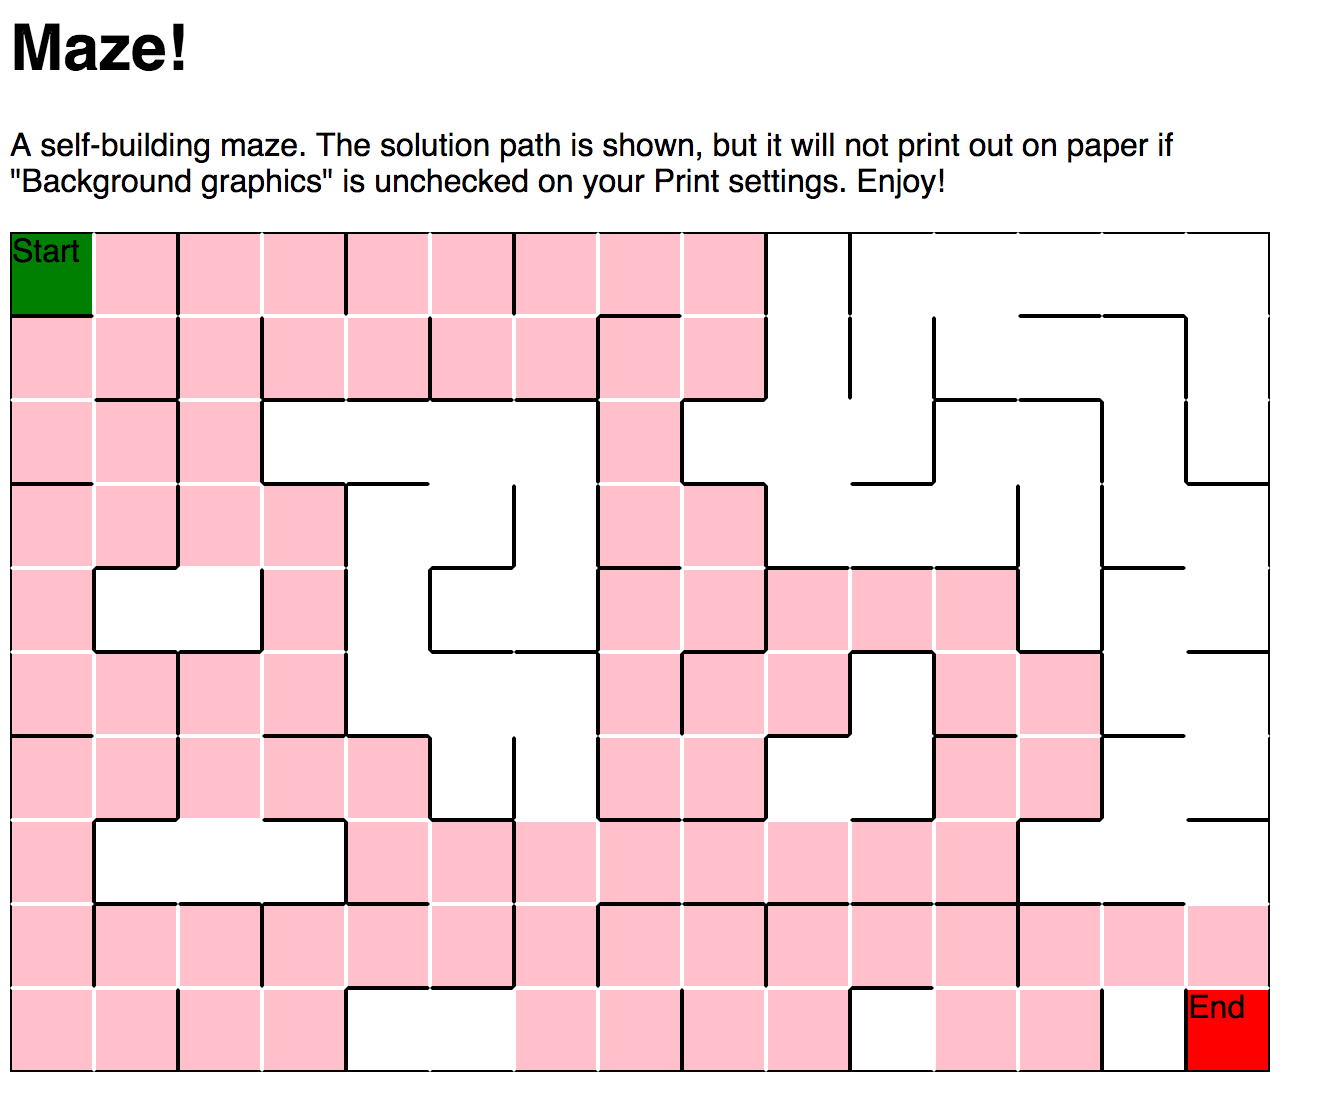 Maze!
A self-building maze. The solution path is shown, but it will not print out on paper if
"Background graphics" is unchecked on your Print settings. Enjoy!
Start
End